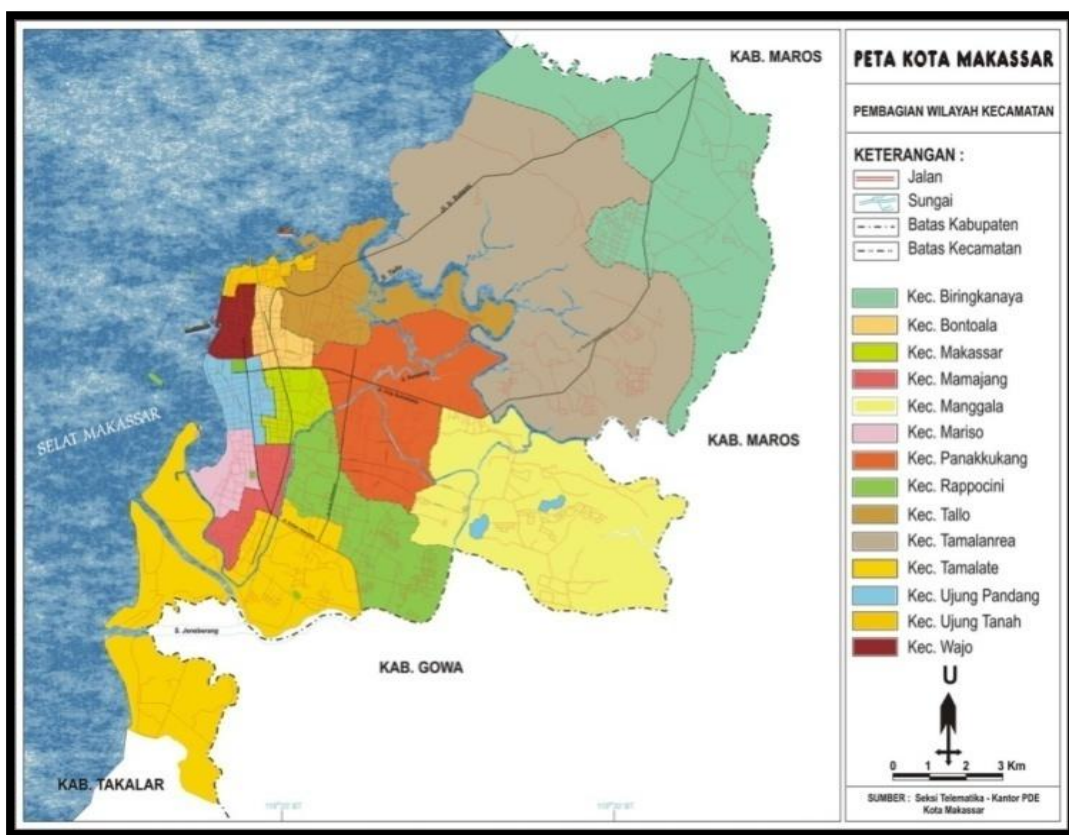 KAB. MAROS
SELAT MAKASSAR
KAB. MAROS
S. Jeneberang
KAB. GOWA
KAB. TAKALAR
PETA KOTA MAKASSAR
PEMBAGIAN WILAYAH KECAMATAN
KETERANGAN :
Jalan
Sungai
Batas Kabupaten
Batas Kecamatan
Kec. Biringkanaya
Kec. Bontoala
Kec. Makassar
Kec. Mamajang
Kec. Manggala
Kec. Mariso
Kec. Panakkukang
Kec. Rappocini
Kec. Tallo
Kec. Tamalanrea
Kec. Tamalate
Kec. Ujung Pandang
Kec. Ujung Tanah
Kec. Wajo
U
0 1 2 3 Km
SUMBER : Seksi Telematika - Kantor PDE
Kota Makassar